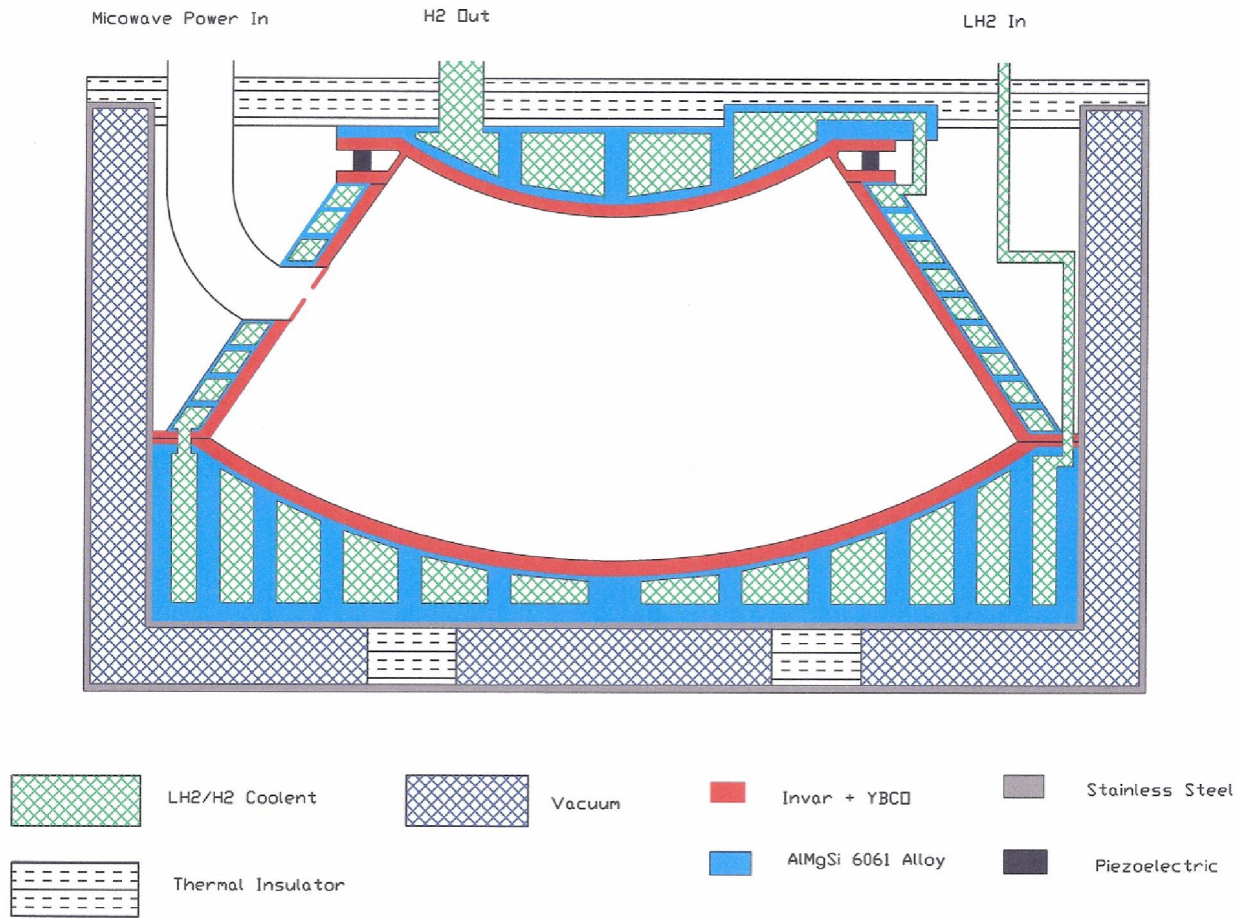 Micowave Power In
H2 Out
LH2 In
LH2/H2 Coolent
Vacuum
Invar + YBCO
Stainless Steel
Thermal Insulator
AlMgSi 6061 Alloy
Piezoelectric